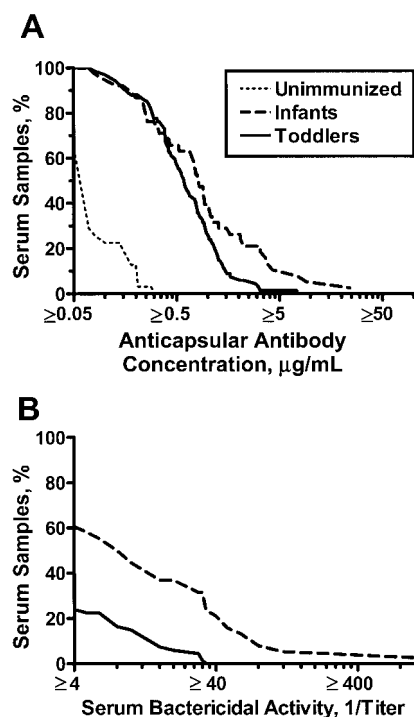 A
Serum Samples, %
100
80
60
40
20
0
Unimmunized
Infants
Toddlers
≥0.05
≥0.5
≥5
≥50
Anticapsular Antibody
Concentration, μg/mL
B
Serum Samples, %
100
80
60
40
20
0
≥4
≥40
≥400
Serum Bactericidal Activity, 1/Titer